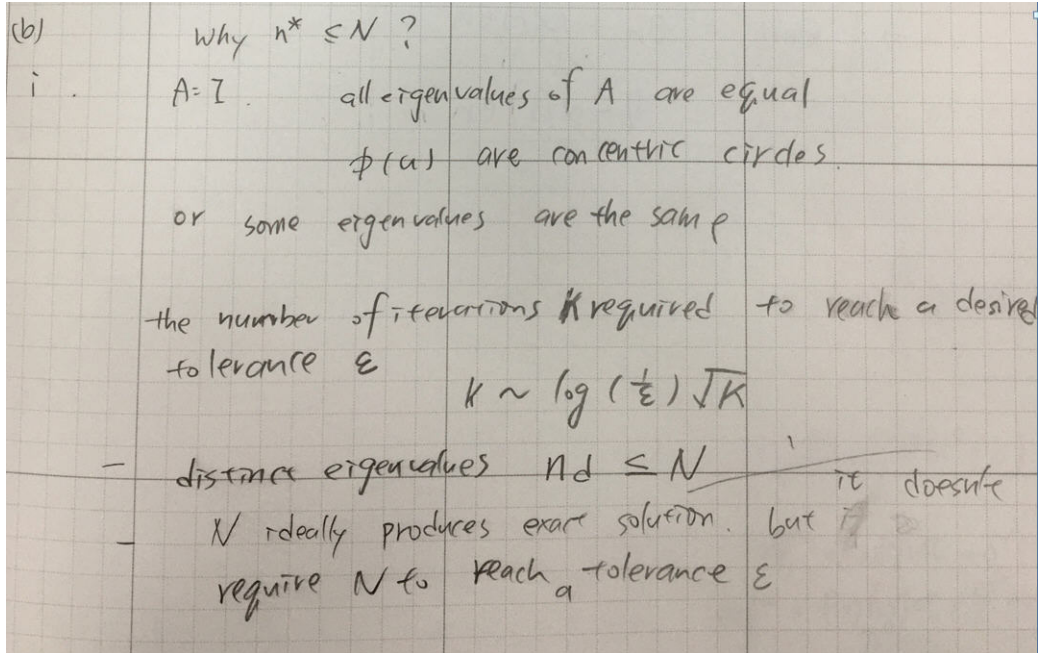 (b) Why n* ≤ N ?
i. A = I. all eigenvalues of A are equal
φ(u) are concentric circles.
or some eigenvalues are the same
the number of iterations K required to reach a desired
tolerance ε
k ~ log (1/ε) √K
- distinct eigenvalues nd ≤ N
- N ideally produces exact solution. but it doesn't
require N to reach a tolerance ε